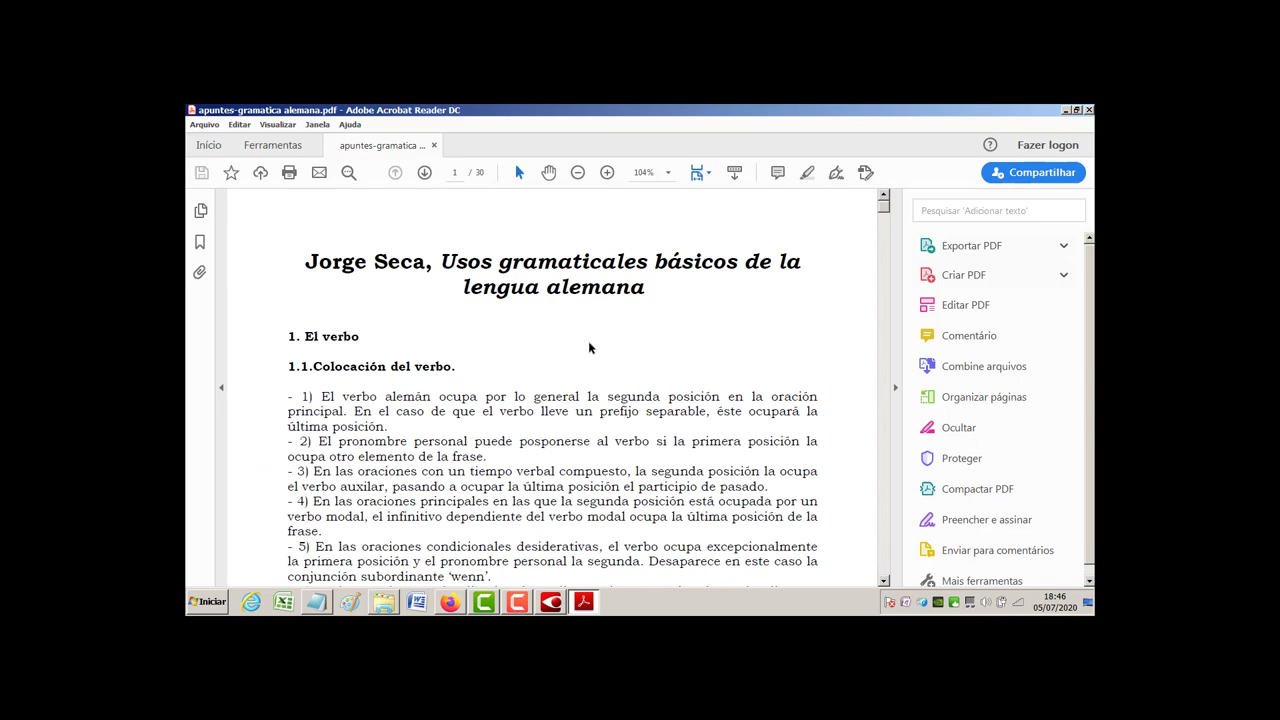 apuntes-gramatica alemana.pdf - Adobe Acrobat Reader DC
Arquivo Editar Visualizar Janela Ajuda
Início Ferramentas apuntes-gramatica ... Fazer logon
1 / 30 104% Compartilhar
Jorge Seca, Usos gramaticales básicos de la
lengua alemana
1. El verbo
1.1.Colocación del verbo.
- 1) El verbo alemán ocupa por lo general la segunda posición en la oración
principal. En el caso de que el verbo lleve un prefijo separable, éste ocupará la
última posición.
- 2) El pronombre personal puede posponerse al verbo si la primera posición la
ocupa otro elemento de la frase.
- 3) En las oraciones con un tiempo verbal compuesto, la segunda posición la ocupa
el verbo auxilar, pasando a ocupar la última posición el participio de pasado.
- 4) En las oraciones principales en las que la segunda posición está ocupada por un
verbo modal, el infinitivo dependiente del verbo modal ocupa la última posición de la
frase.
- 5) En las oraciones condicionales desiderativas, el verbo ocupa excepcionalmente
la primera posición y el pronombre personal la segunda. Desaparece en este caso la
conjunción subordinante ‘wenn’.
Pesquisar 'Adicionar texto'
Exportar PDF
Criar PDF
Editar PDF
Comentário
Combine arquivos
Organizar páginas
Ocultar
Proteger
Compactar PDF
Preencher e assinar
Enviar para comentários
Mais ferramentas
Iniciar
18:46
05/07/2020